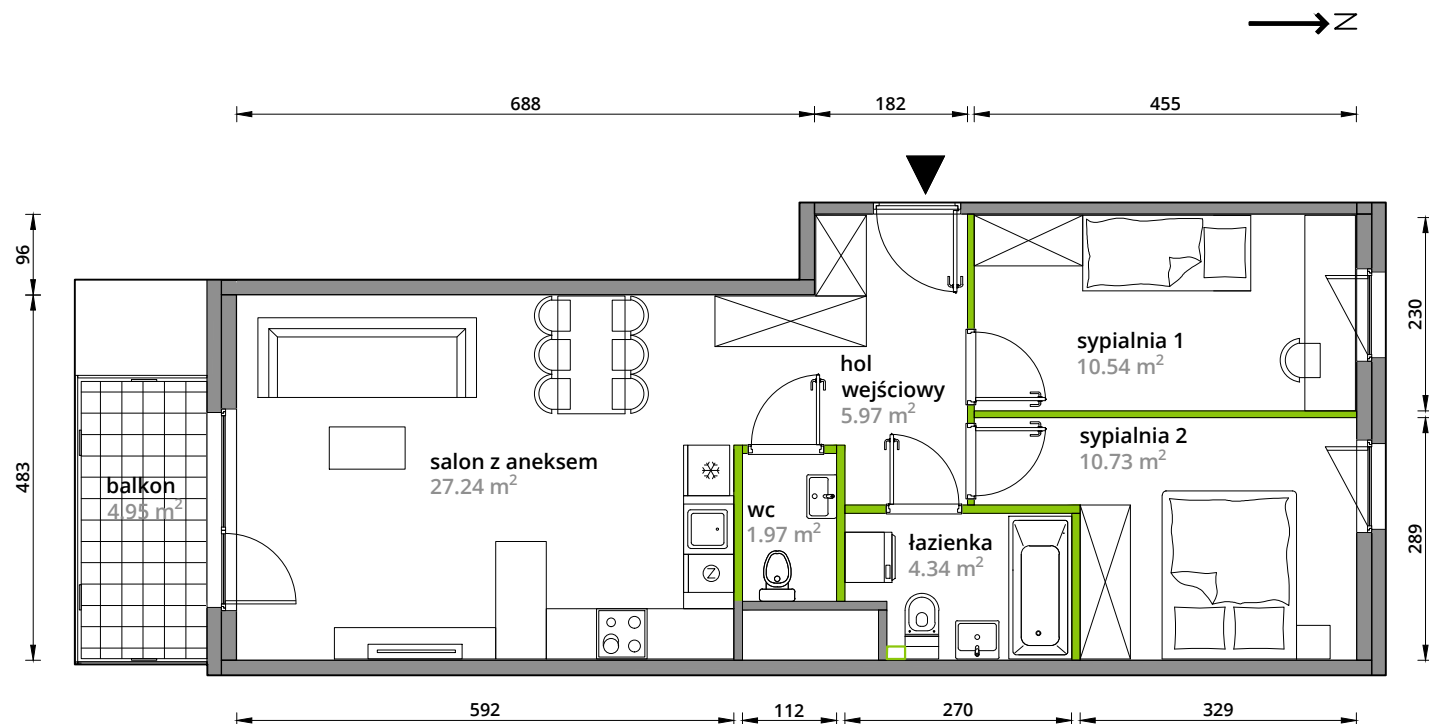 N
688
182
455
96
483
230
289
hol
wejściowy
5.97 m²
sypialnia 1
10.54 m²
sypialnia 2
10.73 m²
salon z aneksem
27.24 m²
balkon
4.95 m²
wc
1.97 m²
łazienka
4.34 m²
Z
592
112
270
329